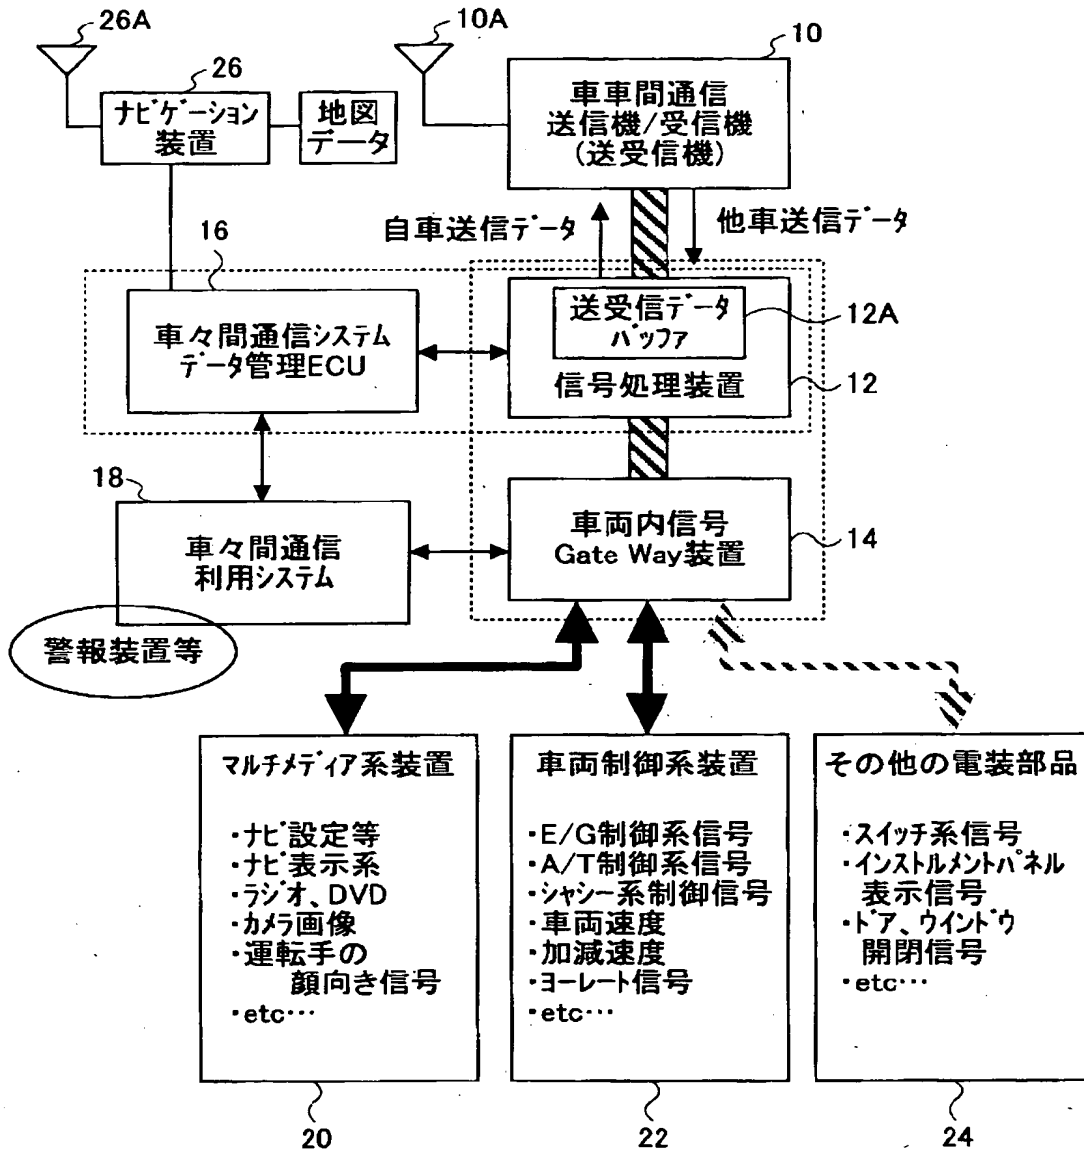 26A
10A
10
26
ナビゲーション
装置
地図
データ
車車間通信
送信機/受信機
(送受信機)
自車送信データ
他車送信データ
16
車々間通信システム
データ管理ECU
送受信データ
バッファ
12A
信号処理装置
12
18
車々間通信
利用システム
車両内信号
Gate Way装置
14
警報装置等
マルチメディア系装置
・ナビ設定等
・ナビ表示系
・ラジオ、DVD
・カメラ画像
・運転手の
顔向き信号
・etc…
車両制御系装置
・E/G制御系信号
・A/T制御系信号
・シャシー系制御信号
・車両速度
・加減速度
・ヨーレート信号
・etc…
その他の電装部品
・スイッチ系信号
・インストルメントパネル
表示信号
・ドア、ウインドウ
開閉信号
・etc…
20
22
24